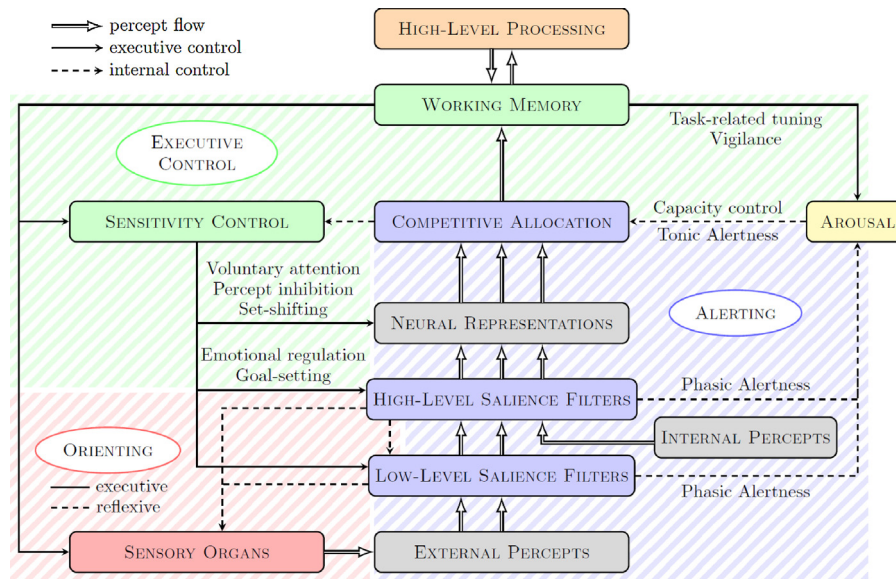 percept flow
executive control
internal control
HIGH-LEVEL PROCESSING
WORKING MEMORY
Task-related tuning
Vigilance
EXECUTIVE
CONTROL
SENSITIVITY CONTROL
COMPETITIVE ALLOCATION
Capacity control
Tonic Alertness
AROUSAL
Voluntary attention
Percept inhibition
Set-shifting
NEURAL REPRESENTATIONS
ALERTING
Emotional regulation
Goal-setting
HIGH-LEVEL SALIENCE FILTERS
Phasic Alertness
INTERNAL PERCEPTS
ORIENTING
executive
reflexive
LOW-LEVEL SALIENCE FILTERS
Phasic Alertness
SENSORY ORGANS
EXTERNAL PERCEPTS